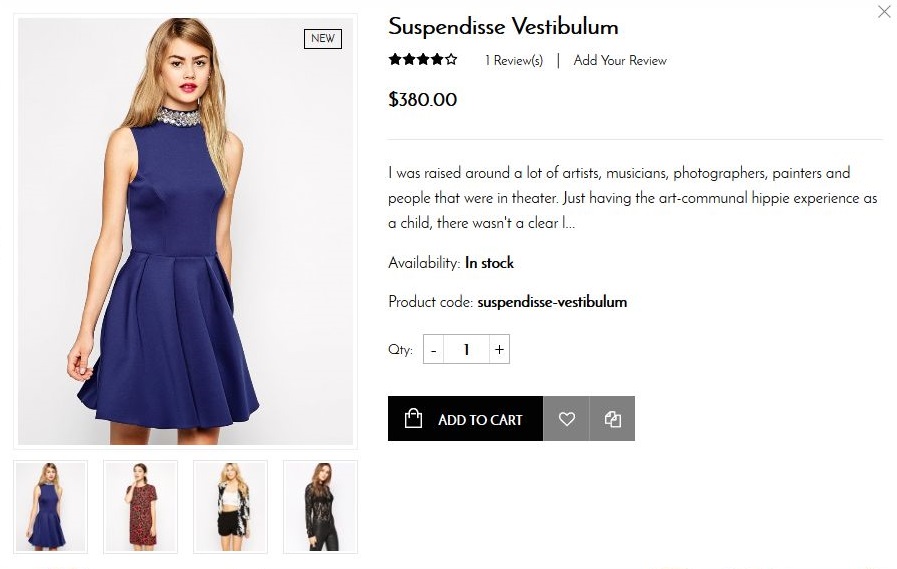 NEW
Suspendisse Vestibulum
1 Review(s) | Add Your Review
$380.00
I was raised around a lot of artists, musicians, photographers, painters and
people that were in theater. Just having the art-communal hippie experience as
a child, there wasn't a clear l...
Availability: In stock
Product code: suspendisse-vestibulum
Qty: - 1 +
ADD TO CART